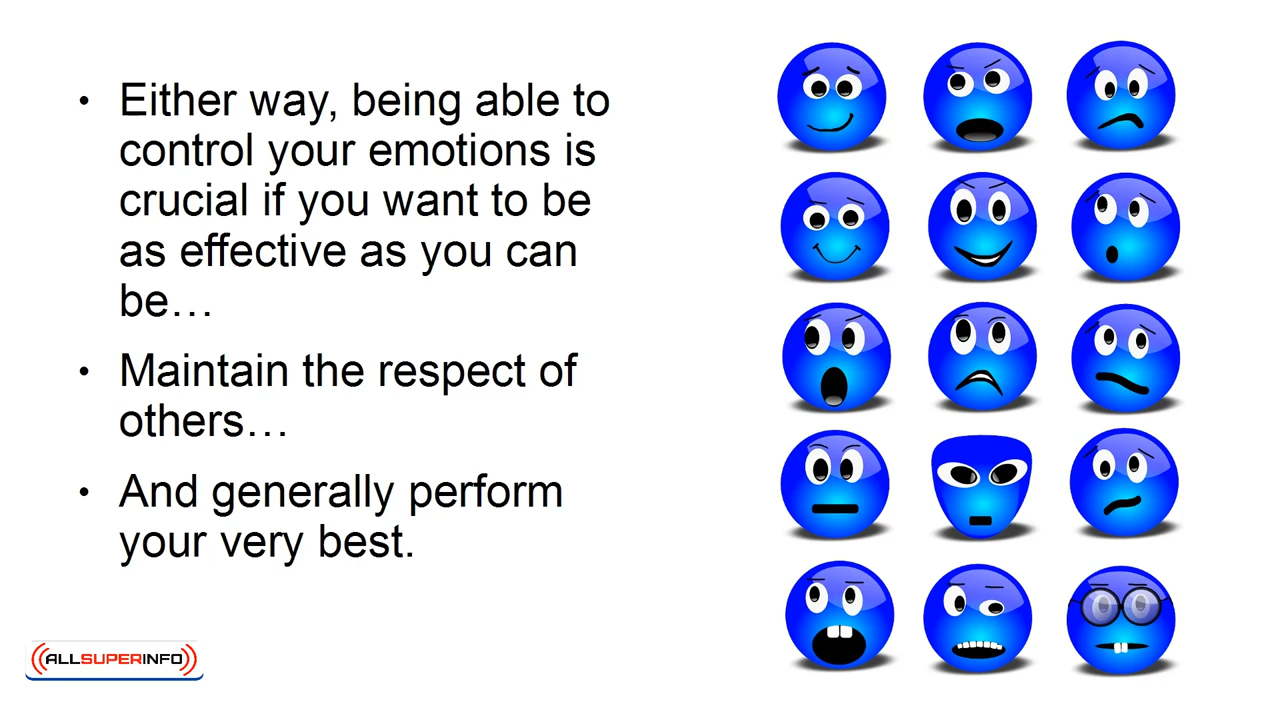 • Either way, being able to
control your emotions is
crucial if you want to be
as effective as you can
be…
• Maintain the respect of
others…
• And generally perform
your very best.
((ALLSUPERINFO))